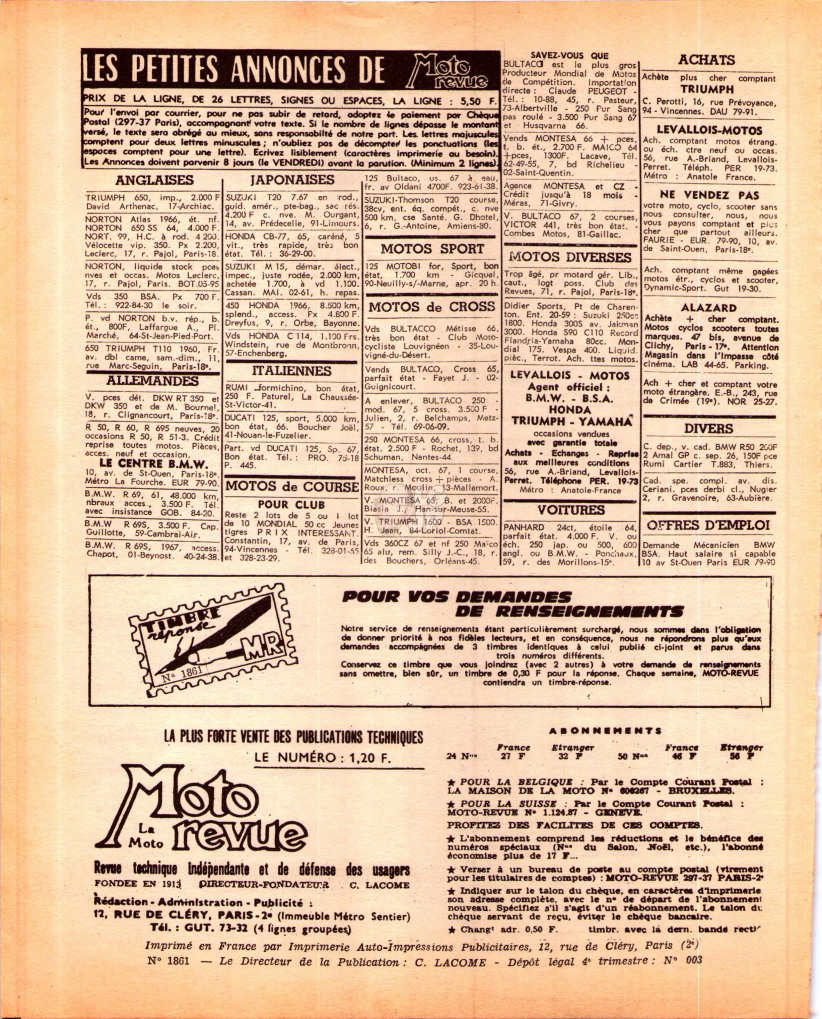 LES PETITES ANNONCES DE Moto revue
PRIX DE LA LIGNE, DE 26 LETTRES, SIGNES OU ESPACES, LA LIGNE : 5,50 F.
Pour l'envoi par courrier, pour ne pas subir de retard, adoptez le paiement par Chèque
Postal (297-37 Paris), accompagnant votre texte. Si le nombre de lignes dépasse le montant
versé, le texte sera abrégé au mieux, sans responsabilité de notre part. Les lettres majuscules
comptent pour deux lettres minuscules ; n'oubliez pas de décompter les ponctuations (les
espaces comptent pour une lettre). Ecrivez lisiblement (caractères imprimerie au besoin).
Les Annonces doivent parvenir 8 jours (le VENDREDI) avant la parution. (Minimum 2 lignes)
ANGLAISES
TRIUMPH 650, imp., 2.000 F
David Arthenac, 17-Archiac.
NORTON Atlas 1966, ét. nf.
NORTON 650 SS 64, 4.000 F.
NORT. 99, H.C. à rod. 4.200.
Vélocette vip. 350. Px 2.200,
Leclerc, 17, r. Pajol, Paris-18.
NORTON, liquide stock pces
nves et occas. Motos Leclerc,
17, r. Pajol, Paris. BOT.05-95
Vds 350 BSA. Px 700 F.
Tél. : 922-84-30 le soir.
P. vd NORTON b.v. rép., b.
ét., 800F, Laffargue A., Pl.
Marché, 64-St-Jean-Pied-Port.
650 TRIUMPH T110 1960, Fr.
av. dbl came, sam.-dim., 11,
rue Marc-Seguin, Paris-18e.
ALLEMANDES
V. pces dét. DKW RT 350 et
DKW 350 et de M. Bournel,
18, r. Clignancourt, Paris-18e.
R 50, R 60, R 695 neuves, 20
occasions R 50, R 51-3. Crédit
reprise toutes motos. Pièces,
acces. neuf et occasion.
LE CENTRE B.M.W.
10, av. de St-Ouen, Paris-18e.
Métro La Fourche. EUR 79-90.
B.M.W. R 69, 61, 48.000 km,
nbreux acces., 3.500 F. Tél.
avec instance GOB. 84-20.
B.M.W R 69S, 3.500 F. Cap.
Guillotte, 59-Cambrai-Air.
B.M.W. R 69S, 1967, access.
Chapot, 01-Beynost. 40-24-38.
JAPONAISES
SUZUKI T20 7.67 en rod.,
guid. amér., pte-bag., sac rés.
4.200 F c. nve. M. Ourgant,
14, av. Prédecelle, 91-Limours.
HONDA CB-77, 65, caréné, 5
vit., très rapide, très bon
état. Tél. : 36-29-00.
SUZUKI M 15, démar. élect.,
impec., juste rodée, 2.000 km,
achetée 1.700, à vd 1.100.
Cassan. MAI. 02-61, h. repas.
450 HONDA 1966, 8.500 km,
splend., access. Px 4.800 F.
Dreyfus, 9, r. Orbe, Bayonne.
Vds HONDA C 114, 1.100 Frs.
Windstein, rue de Montbronn,
57-Enchenberg.
ITALIENNES
RUMI Formichino, bon état,
250 F. Paturel, La Chaussée-
St-Victor-41.
DUCATI 125, sport, 5.000 km,
bon état, 66. Boucher Joël,
41-Nouan-le-Fuzelier.
Part. vd DUCATI 125, Sp. 67,
Bon état. Tél. : PRO. 75-18
P. 445.
MOTOS de COURSE
POUR CLUB
Reste 2 lots de 5 ou 1 lot
de 10 MONDIAL 50 cc Jeunes
tigres PRIX INTERESSANT.
Constantin, 17, av. de Paris,
94-Vincennes - Tél. 328-01-55
et 328-23-29.
125 Bultaco, us. 67 à eau,
fr. av Oldani 4700F. 923-61-38.
SUZUKI-Thomson T20 course,
38cv, ent. éq. compét., c. nve
500 km, cse Santé. G. Dhotel,
6, r. G.-Antoine, Amiens-80.
MOTOS SPORT
125 MOTOBI for, Sport, bon
état, 1.700 km - Gicquel,
90-Neuilly-s/Marne, apr. 20 h.
MOTOS de CROSS
Vds BULTACO Métisse 66,
très bon état - Club Moto-
cycliste Louvignéen - 35-Lou-
vigné-du-Désert.
Vends BULTACO, Cross 65,
parfait état - Fayet J. - 02-
Guignicourt.
A enlever, BULTACO 250 -
mod. 67, 5 cross. 3.500 F -
Julien, 2, r. Belchamps, Metz-
57 - Tél. 69-06-09.
250 MONTESA 66, cross, t. b.
état. 2.500 F - Rochet, 139, bd
Schuman, Nantes-44
MONTESA, oct. 67, 1 course,
Matchless cross + pièces - A.
Roux, r. Moulin, 13-Mallemort.
V. MONTESA 65, B. et 2000F.
Biasia J., Han-sur-Meuse-55.
V. TRIUMPH 1600 - BSA 1500.
H. Jean, 64-Loriol-Comtat.
Vds 360CZ 67 et nf 250 Maïco
65 alu, rem. Silly J.-C., 18, r.
des Bouchers, Orléans-45.
SAVEZ-VOUS QUE
BULTACO est le plus gros
Producteur Mondial de Motos
de Compétition. Importation
directe : Claude PEUGEOT -
Tél. : 10-88, 45, r. Pasteur,
73-Albertville - 250 Pur Sang
pas roulé - 3.500 Pur Sang 67
et Husqvarna 66.
Vends MONTESA 66 + pces,
t. b. ét., 2.700 F. MAICO 64
+pces, 1300F. Lacave, Tél.
62-49-55, 7, bd Richelieu -
02-Saint-Quentin.
Agence MONTESA et CZ -
Crédit jusqu'à 18 mois -
Méras, 71-Givry.
V. BULTACO 67, 2 courses,
VICTOR 441, très bon état. -
Combes Motos, 81-Gaillac.
MOTOS DIVERSES
Trop âgé, pr motard gér. Lib.,
caut., logt poss. Club des
Revues, 71, r. Pajol, Paris-18e.
Didier Sports, Pt de Charen-
ton. Ent. 20-59 : Suzuki 250cc
1800. Honda 300S av. Jakman
3000. Honda S90 C110 Record
Flandria-Yamaha 80cc. Mon-
dial 175. Vespa 400. Liquid.
pièc., Terrot. Ach. ttes motos.
LEVALLOIS - MOTOS
Agent officiel :
B.M.W. - B.S.A.
HONDA
TRIUMPH - YAMAHA
occasions vendues
avec garantie totale
Achats - Echanges - Reprise
aux meilleures conditions
56, rue A.-Briand, Levallois-
Perret. Téléphone PER. 19-73
Métro : Anatole-France
VOITURES
PANHARD 24ct, étoile 64,
parfait état. 4.000 F. V. ou
éch. 250 jap. ou 500, 600
angl. ou B.M.W. - Ponchaux,
59, r. des Morillons-15e.
ACHATS
Achète plus cher comptant
TRIUMPH
C. Perotti, 16, rue Prévoyance,
94 - Vincennes. DAU 79-91.
LEVALLOIS-MOTOS
Ach. comptant motos étrang.
ou éch. ctre neuf ou occas.
56, rue A.-Briand, Levallois-
Perret. Téléph. PER 19-73.
Métro : Anatole France.
NE VENDEZ PAS
votre moto, cyclo, scooter sans
nous consulter, nous, nous
vous payons comptant et plus
cher que partout ailleurs.
FAURIE - EUR. 79-90, 10, av.
de Saint-Ouen, Paris-18e.
Ach. comptant même gagées
motos étr., cyclos et scooter,
Dynamic-Sport. Gut 19-30.
ALAZARD
Achète + cher comptant.
Motos cyclos scooters toutes
marques. 47 bis, avenue de
Clichy, Paris - 17e. Attention
Magasin dans l'Impasse côté
cinéma. LAB 44-65. Parking.
Ach + cher et comptant votre
moto étrangère. E.-B., 243, rue
de Crimée (19e). NOR 25-27.
DIVERS
C. dep., v. cad. BMW R50 200F
2 Amal GP c. sep. 26, 150F pce
Rumi Cartier T.883, Thiers.
Cad. spe. compl. av. dis.
Ceriani. pces derbi cl., Nugier
2, r. Gravenoire, 63-Aubière.
OFFRES D'EMPLOI
Demande Mécanicien BMW
BSA. Haut salaire si capable
10 av St-Ouen Paris EUR 79-90
TIMBRE
réponse
MR
N° 1861
POUR VOS DEMANDES
DE RENSEIGNEMENTS
Notre service de renseignements étant particulièrement surchargé, nous sommes dans l'obligation
de donner priorité à nos fidèles lecteurs, et en conséquence, nous ne répondrons plus qu'aux
demandes accompagnées de 3 timbres identiques à celui publié ci-joint et parus dans
trois numéros différents.
Conservez ce timbre que vous joindrez (avec 2 autres) à votre demande de renseignements
sans omettre, bien sûr, un timbre de 0,30 F pour la réponse. Chaque semaine, MOTO-REVUE
contiendra un timbre-réponse.
LA PLUS FORTE VENTE DES PUBLICATIONS TECHNIQUES
LE NUMÉRO : 1,20 F.
La Moto
Moto revue
Revue technique indépendante et de défense des usagers
FONDEE EN 1913 DIRECTEUR-FONDATEUR C. LACOME
Rédaction - Administration - Publicité :
12, RUE DE CLÉRY, PARIS-2e (Immeuble Métro Sentier)
Tél. : GUT. 73-32 (4 lignes groupées)
ABONNEMENTS
France Etranger France Etranger
24 Nos 27 F 32 F 50 Nos 46 F 56 F
★ POUR LA BELGIQUE : Par le Compte Courant Postal :
LA MAISON DE LA MOTO N° 606267 - BRUXELLES.
★ POUR LA SUISSE : Par le Compte Courant Postal :
MOTO-REVUE N° 1.124.87 - GENEVE.
PROFITEZ DES FACILITES DE CES COMPTES.
★ L'abonnement comprend les réductions et le bénéfice des
numéros spéciaux (Nos du Salon, Noël, etc.), l'abonné
économise plus de 17 F...
★ Verser à un bureau de poste au compte postal (virement
pour les titulaires de comptes) : MOTO-REVUE 297-37 PARIS-2e
★ Indiquer sur le talon du chèque, en caractères d'imprimerie
son adresse complète, avec le n° de départ de l'abonnement
nouveau. Spécifiez s'il s'agit d'un réabonnement. Le talon du
chèque servant de reçu, éviter le chèque bancaire.
★ Changt adr. 0,50 F. timbr. avec la dern. bande rectif
Imprimé en France par Imprimerie Auto-Impressions Publicitaires, 12, rue de Cléry, Paris (2e)
N° 1861 — Le Directeur de la Publication : C. LACOME - Dépôt légal 4e trimestre : N° 003